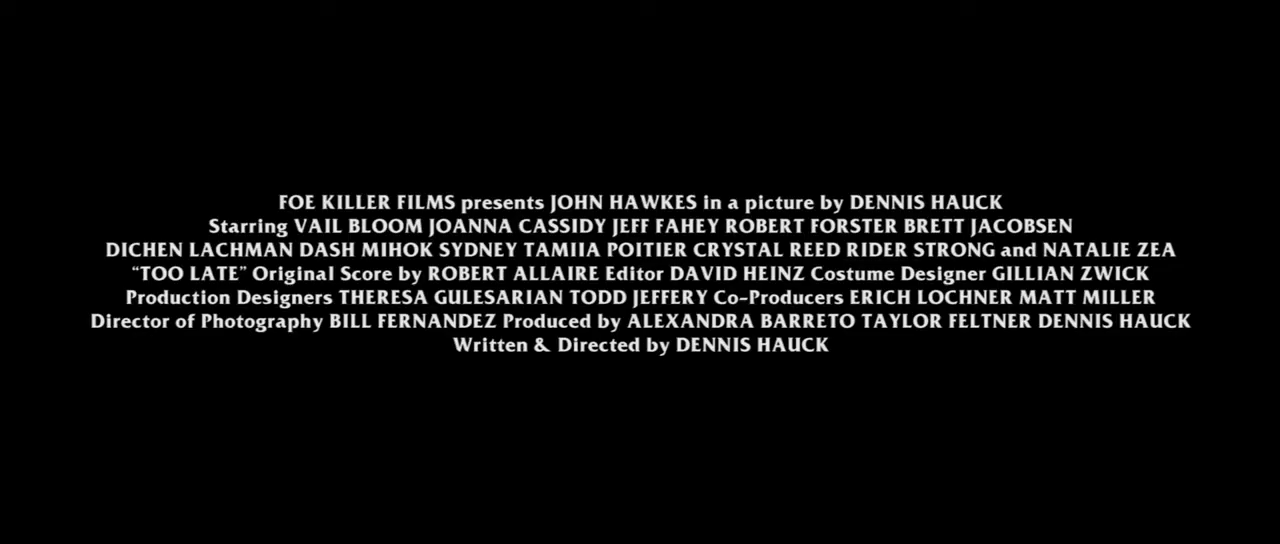 FOE KILLER FILMS presents JOHN HAWKES in a picture by DENNIS HAUCK
Starring VAIL BLOOM JOANNA CASSIDY JEFF FAHEY ROBERT FORSTER BRETT JACOBSEN
DICHEN LACHMAN DASH MIHOK SYDNEY TAMIIA POITIER CRYSTAL REED RIDER STRONG and NATALIE ZEA
“TOO LATE” Original Score by ROBERT ALLAIRE Editor DAVID HEINZ Costume Designer GILLIAN ZWICK
Production Designers THERESA GULESARIAN TODD JEFFERY Co-Producers ERICH LOCHNER MATT MILLER
Director of Photography BILL FERNANDEZ Produced by ALEXANDRA BARRETO TAYLOR FELTNER DENNIS HAUCK
Written & Directed by DENNIS HAUCK